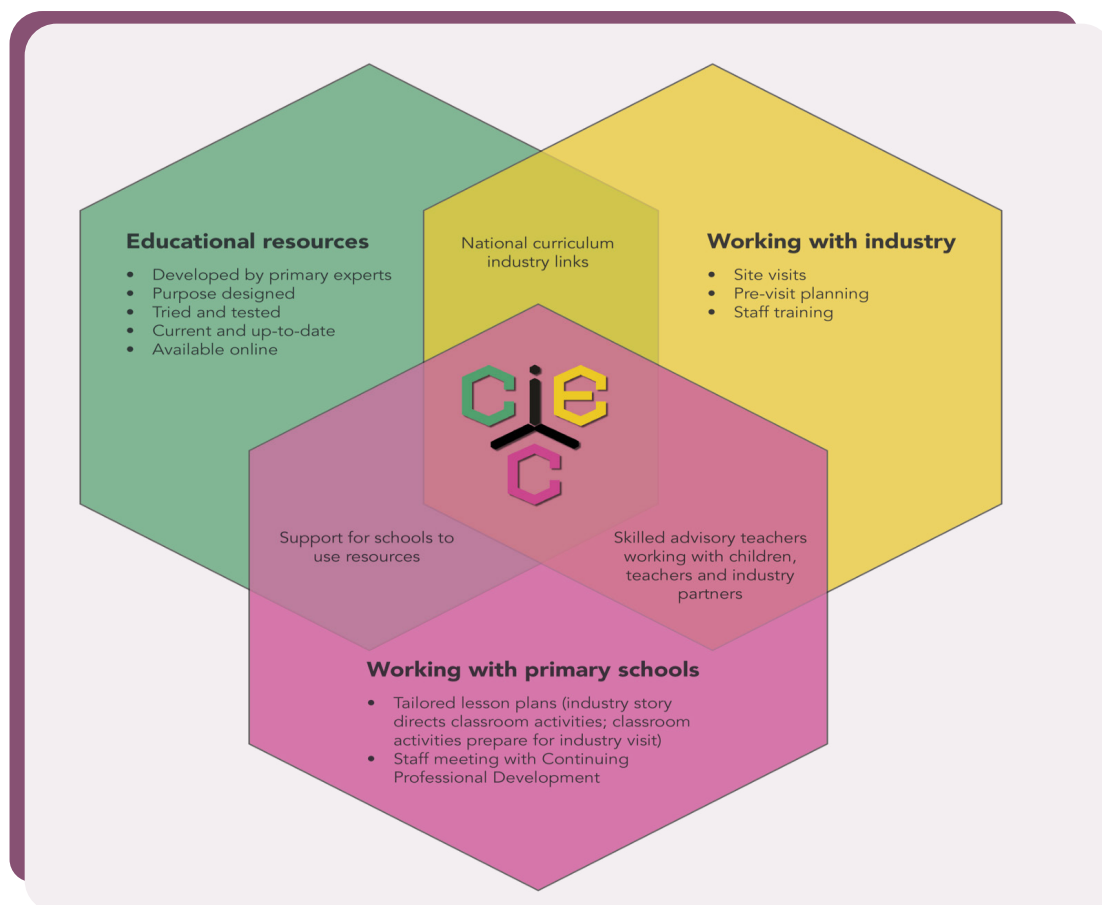 Educational resources
• Developed by primary experts
• Purpose designed
• Tried and tested
• Current and up-to-date
• Available online
National curriculum
industry links
Working with industry
• Site visits
• Pre-visit planning
• Staff training
CiEC
Support for schools to
use resources
Skilled advisory teachers
working with children,
teachers and industry
partners
Working with primary schools
• Tailored lesson plans (industry story
directs classroom activities; classroom
activities prepare for industry visit)
• Staff meeting with Continuing
Professional Development